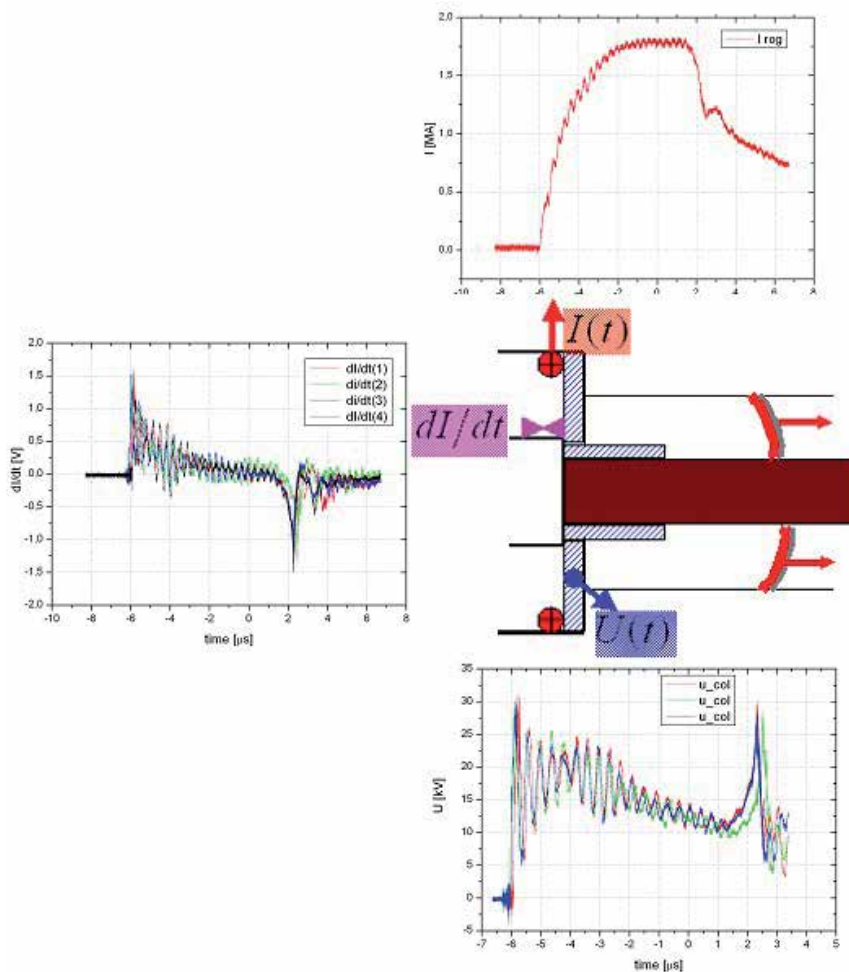 2.0
I rog
1.5
I [MA]
1.0
0.5
0.0
-10 -8 -6 -4 -2 0 2 4 6 8
I(t)
dI/dt
U(t)
2.0
dI/dt(1)
di/dt(2)
di/dt(3)
dI/dt(4)
1.5
1.0
0.5
dI/dt [V]
0.0
-0.5
-1.0
-1.5
-2.0
-10 -8 -6 -4 -2 0 2 4 6 8
time [µs]
35
u_col
u_col
u_col
30
25
20
U [kV]
15
10
5
0
-5
-7 -6 -5 -4 -3 -2 -1 0 1 2 3 4 5
time [µs]